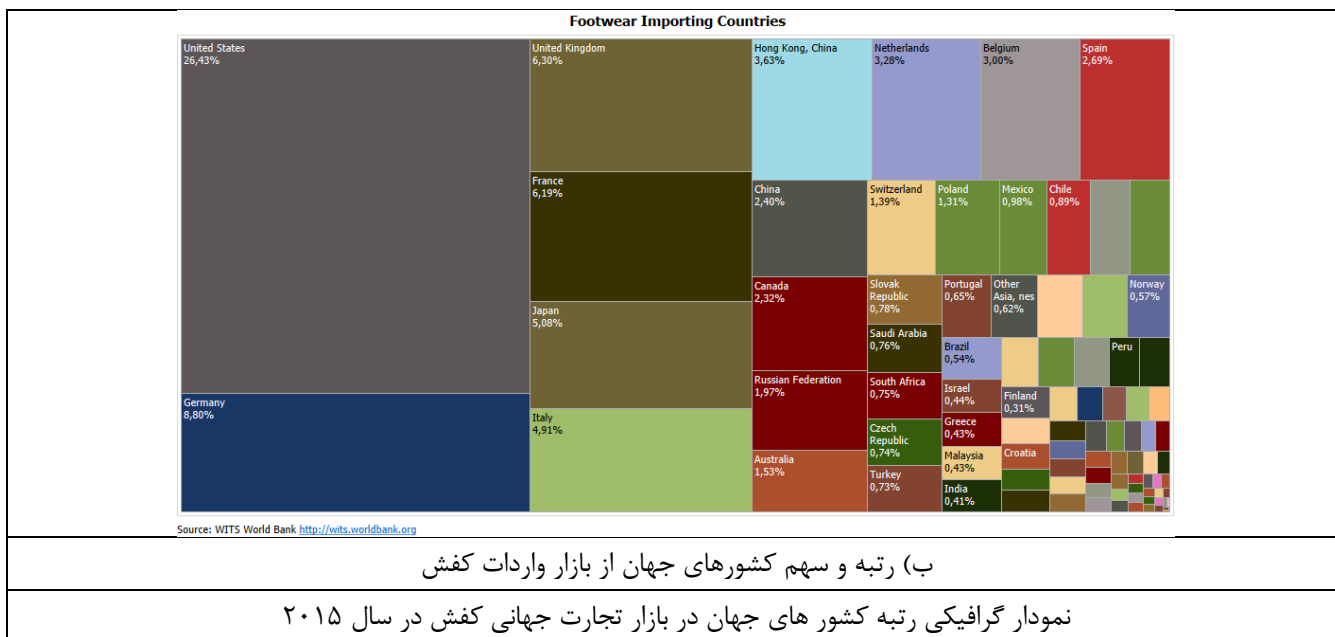 Footwear Importing Countries
United States
26,43%
Germany
8,80%
United Kingdom
6,30%
France
6,19%
Japan
5,08%
Italy
4,91%
Hong Kong, China
3,63%
Netherlands
3,28%
Belgium
3,00%
Spain
2,69%
China
2,40%
Canada
2,32%
Russian Federation
1,97%
Australia
1,53%
Switzerland
1,39%
Poland
1,31%
Mexico
0,98%
Chile
0,89%
Slovak
Republic
0,78%
Saudi Arabia
0,76%
South Africa
0,75%
Czech
Republic
0,74%
Turkey
0,73%
Portugal
0,65%
Other
Asia, nes
0,62%
Norway
0,57%
Brazil
0,54%
Israel
0,44%
Greece
0,43%
Malaysia
0,43%
India
0,41%
Peru
Finland
0,31%
Croatia
Source: WITS World Bank http://wits.worldbank.org
ب) رتبه و سهم کشورهای جهان از بازار واردات کفش
نمودار گرافیکی رتبه کشور های جهان در بازار تجارت جهانی کفش در سال ۲۰۱۵